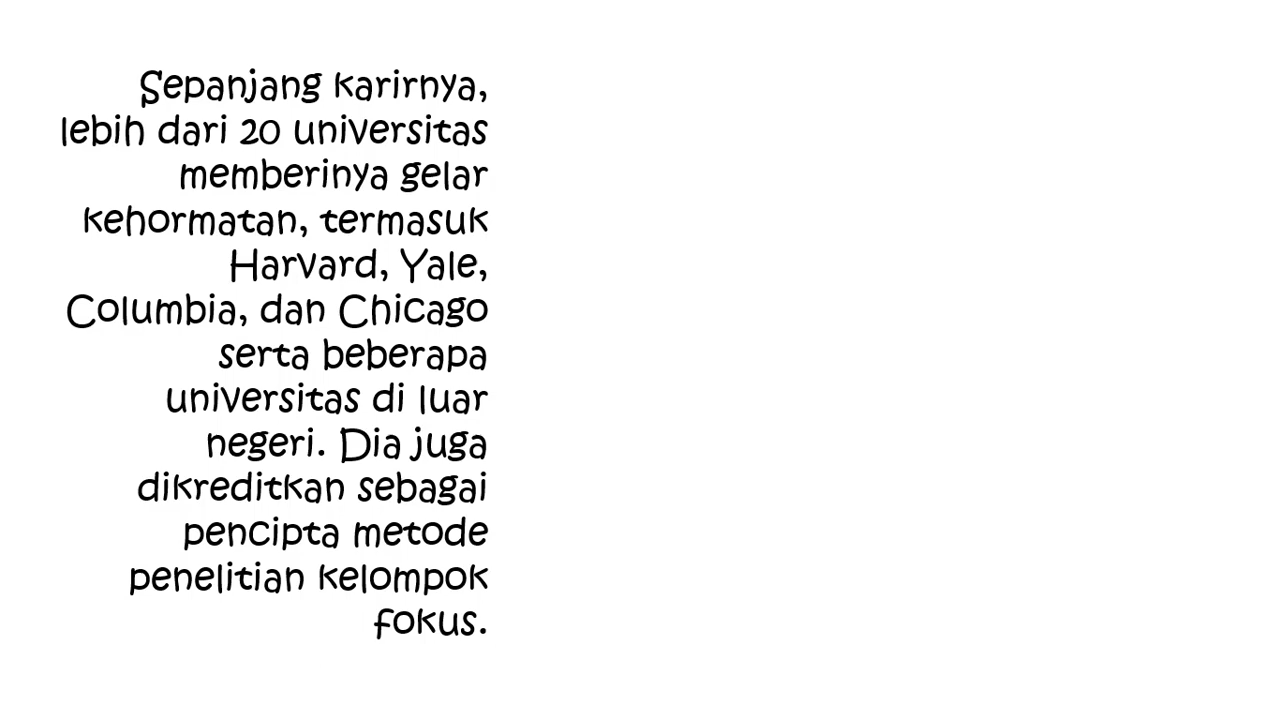 Sepanjang karirnya,
lebih dari 20 universitas
memberinya gelar
kehormatan, termasuk
Harvard, Yale,
Columbia, dan Chicago
serta beberapa
universitas di luar
negeri. Dia juga
dikreditkan sebagai
pencipta metode
penelitian kelompok
fokus.